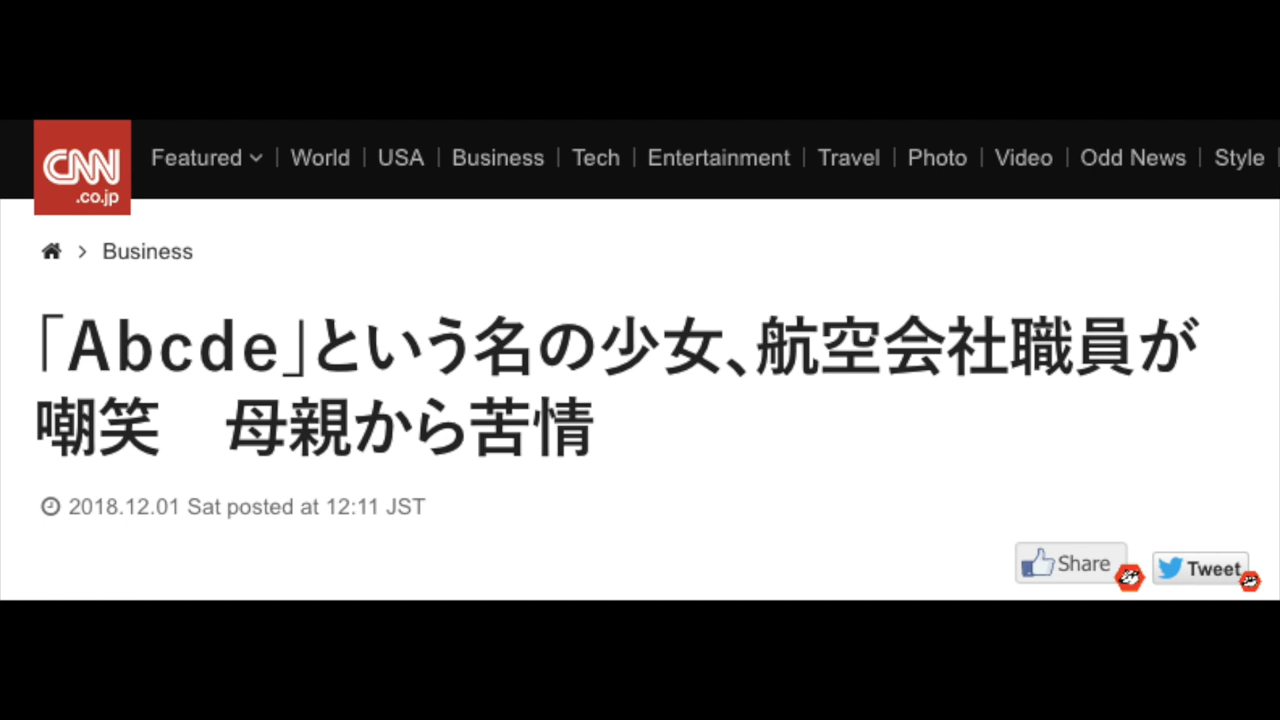 CNN
.co.jp
Featured World USA Business Tech Entertainment Travel Photo Video Odd News Style
Business
「Abcde」という名の少女、航空会社職員が
嘲笑　母親から苦情
2018.12.01 Sat posted at 12:11 JST
Share Tweet